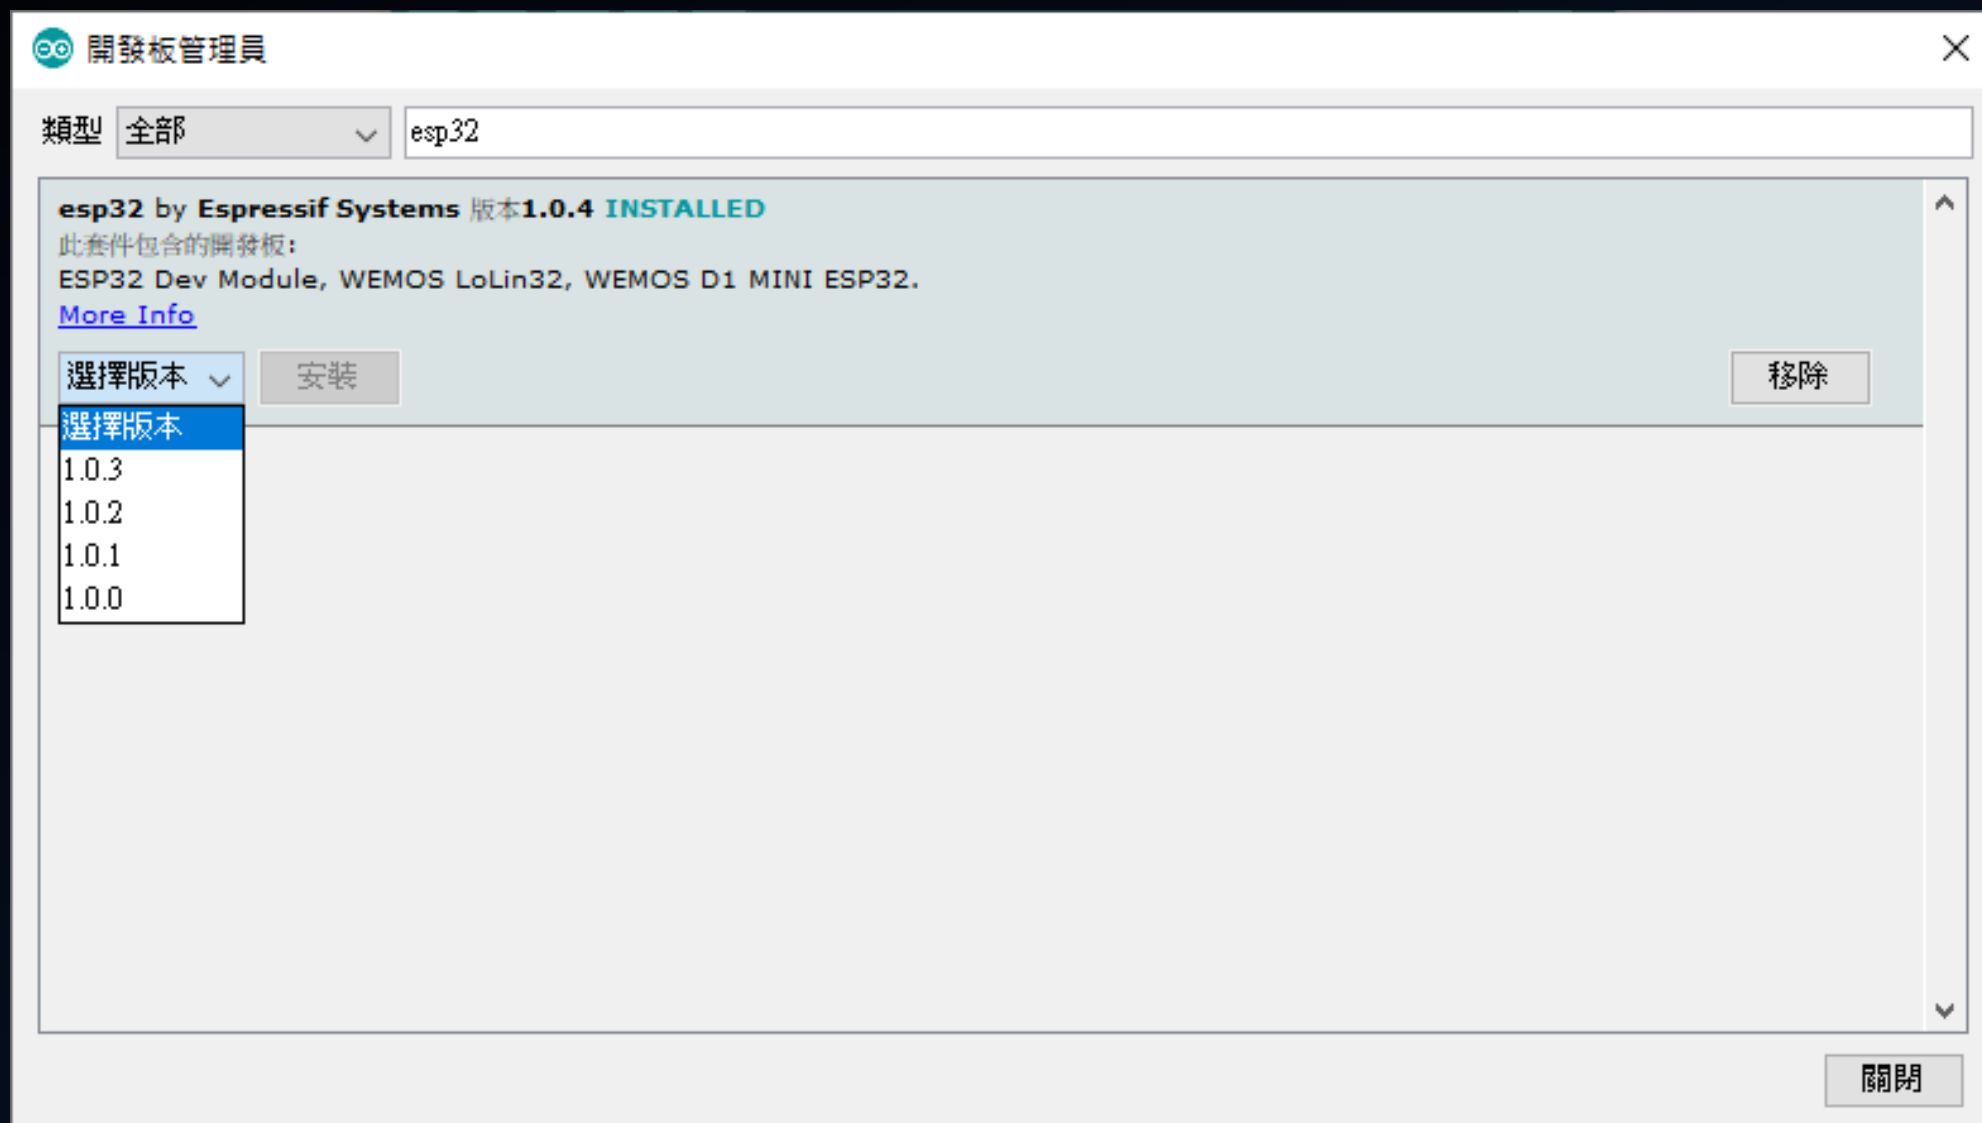 開發板管理員
類型 全部 esp32
esp32 by Espressif Systems 版本1.0.4 INSTALLED
此套件包含的開發板:
ESP32 Dev Module, WEMOS LoLin32, WEMOS D1 MINI ESP32.
More Info
選擇版本 安裝 移除
選擇版本
1.0.3
1.0.2
1.0.1
1.0.0
關閉